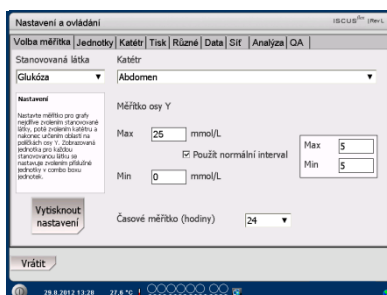 Nastavení a ovládání
ISCUS
Volba měřítka Jednotky Katétr Tisk Různé Data Síť Analýza QA
Stanovovaná látka Katétr
Glukóza Abdomen
Nastavení
Nastavte měřítko pro grafy
nejdříve zvolením stanovované
látky, poté zvolením katétru a
nakonec určením oblasti na
políčkách osy Y. Zobrazovaná
jednotka pro každou
stanovovanou látku se
nastavuje zvolením příslušné
jednotky v combo boxu
jednotek.
Měřítko osy Y
Max 25 mmol/L
Použít normální interval
Min 0 mmol/L
Max 5
Min 5
Vytisknout
nastavení
Časové měřítko (hodiny) 24
Vrátit
29.8.2012 13:28 27.6 °C